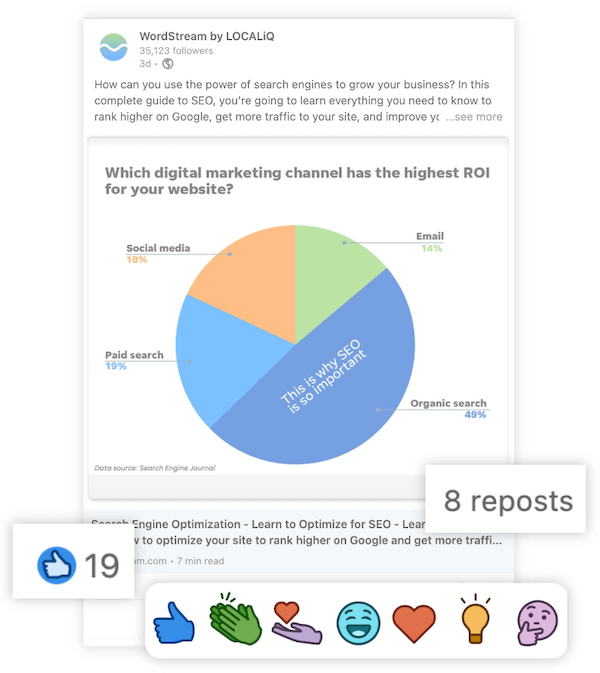 WordStream by LOCALiQ
35,123 followers
3d •
How can you use the power of search engines to grow your business? In this
complete guide to SEO, you're going to learn everything you need to know to
rank higher on Google, get more traffic to your site, and improve yo ...see more
Which digital marketing channel has the highest ROI
for your website?
Email
14%
Social media
18%
Paid search
19%
This is why SEO
is so important
Organic search
49%
Data source: Search Engine Journal
8 reposts
Search Engine Optimization - Learn to Optimize for SEO - Lear
to optimize your site to rank higher on Google and get more traffi...
.com • 7 min read
19